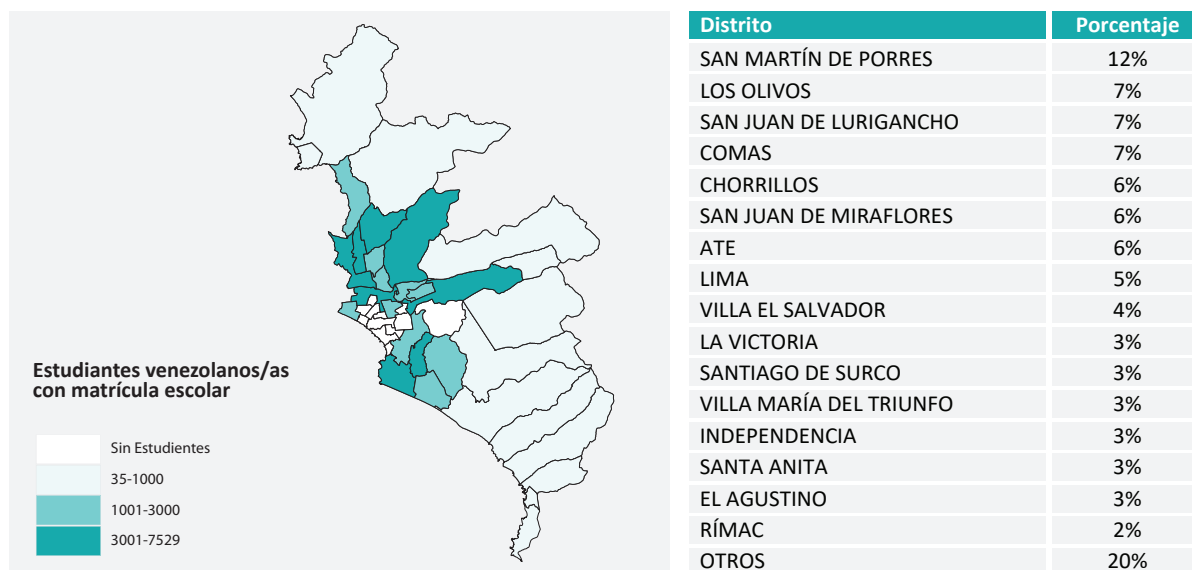 Estudiantes venezolanos/as
con matrícula escolar
Sin Estudiantes
35-1000
1001-3000
3001-7529
Distrito Porcentaje
SAN MARTÍN DE PORRES 12%
LOS OLIVOS 7%
SAN JUAN DE LURIGANCHO 7%
COMAS 7%
CHORRILLOS 6%
SAN JUAN DE MIRAFLORES 6%
ATE 6%
LIMA 5%
VILLA EL SALVADOR 4%
LA VICTORIA 3%
SANTIAGO DE SURCO 3%
VILLA MARÍA DEL TRIUNFO 3%
INDEPENDENCIA 3%
SANTA ANITA 3%
EL AGUSTINO 3%
RÍMAC 2%
OTROS 20%